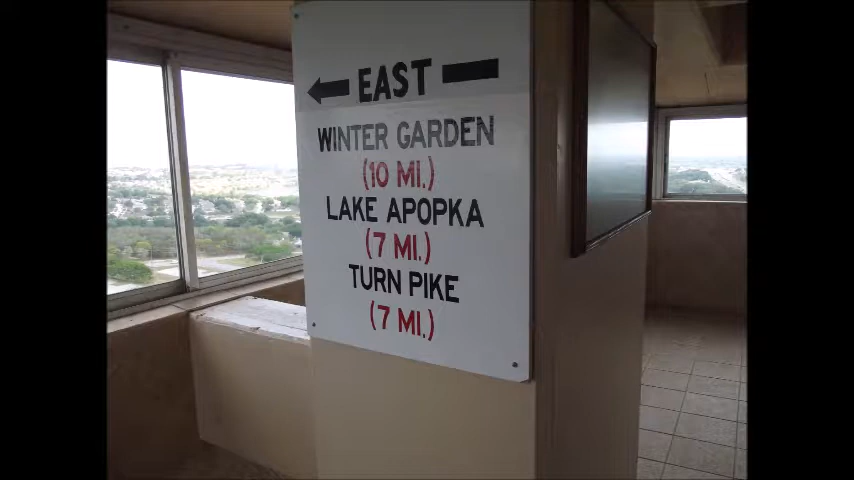 EAST
WINTER GARDEN
(10 MI.)
LAKE APOPKA
(7 MI.)
TURN PIKE
(7 MI.)